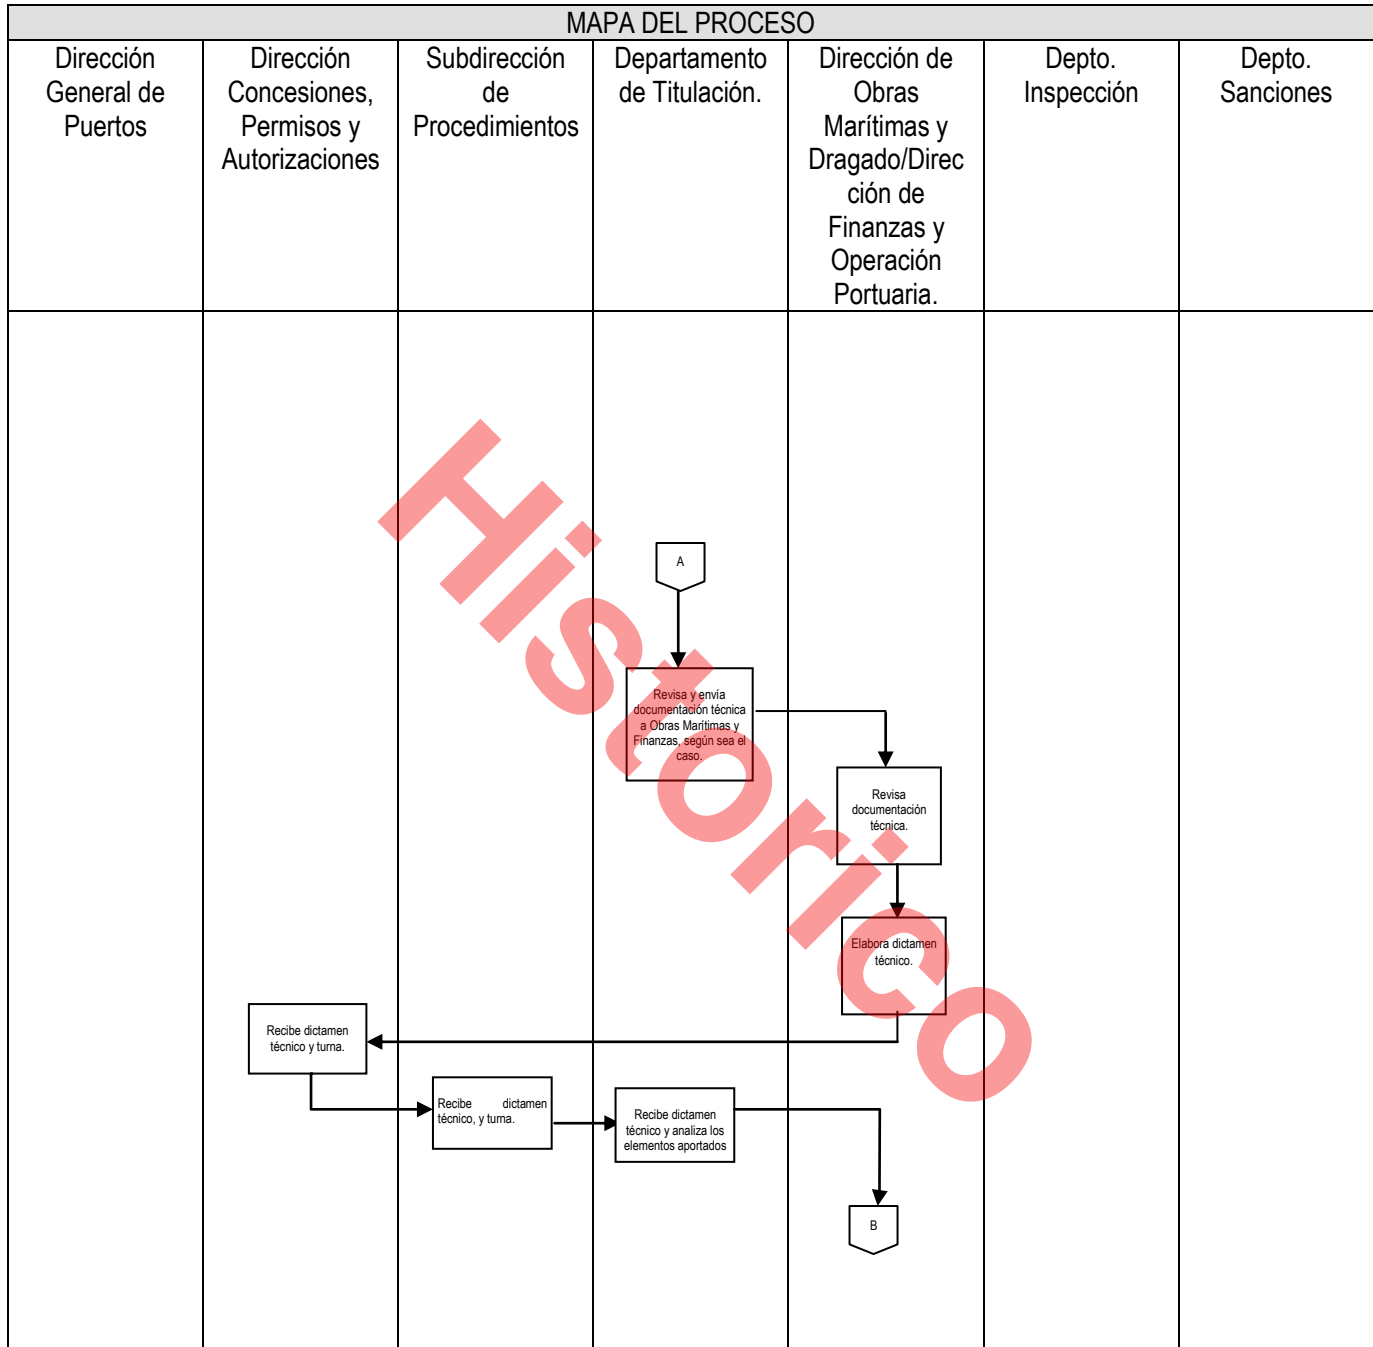 MAPA DEL PROCESO
Dirección
General de
Puertos
Dirección
Concesiones,
Permisos y
Autorizaciones
Subdirección
de
Procedimientos
Departamento
de Titulación.
Dirección de
Obras
Marítimas y
Dragado/Direc
ción de
Finanzas y
Operación
Portuaria.
Depto.
Inspección
Depto.
Sanciones
A
Revisa y envía
documentación técnica
a Obras Marítimas y
Finanzas, según sea el
caso.
Revisa
documentación
técnica.
Elabora dictamen
técnico.
Recibe dictamen
técnico y turna.
Recibe dictamen
técnico, y turna.
Recibe dictamen
técnico y analiza los
elementos aportados
B
Historico